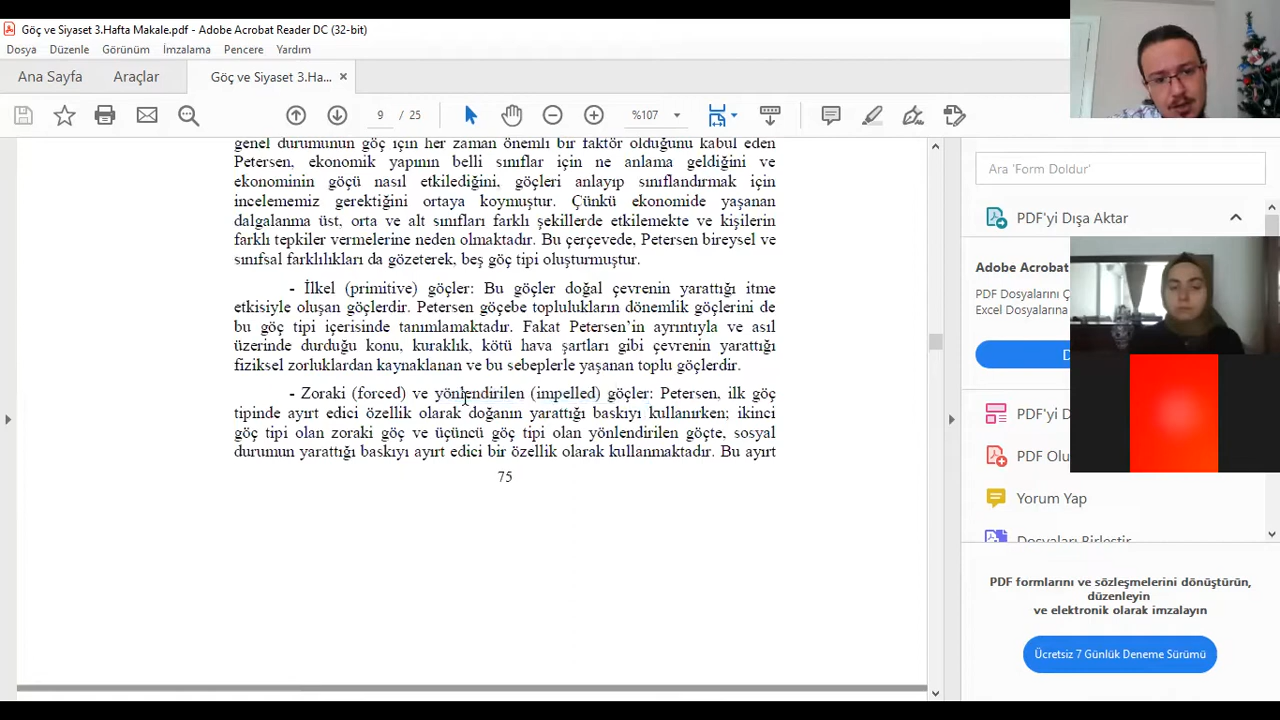 Göç ve Siyaset 3.Hafta Makale.pdf - Adobe Acrobat Reader DC (32-bit)
Dosya Düzenle Görünüm İmzalama Pencere Yardım
Ana Sayfa Araçlar Göç ve Siyaset 3.Ha... ×
9 / 25 %107
genel durumunun göç için her zaman önemli bir faktör olduğunu kabul eden
Petersen, ekonomik yapının belli sınıflar için ne anlama geldiğini ve
ekonominin göçü nasıl etkilediğini, göçleri anlayıp sınıflandırmak için
incelememiz gerektiğini ortaya koymuştur. Çünkü ekonomide yaşanan
dalgalanma üst, orta ve alt sınıfları farklı şekillerde etkilemekte ve kişilerin
farklı tepkiler vermelerine neden olmaktadır. Bu çerçevede, Petersen bireysel ve
sınıfsal farklılıkları da gözeterek, beş göç tipi oluşturmuştur.
- İlkel (primitive) göçler: Bu göçler doğal çevrenin yarattığı itme
etkisiyle oluşan göçlerdir. Petersen göçebe toplulukların dönemlik göçlerini de
bu göç tipi içerisinde tanımlamaktadır. Fakat Petersen’in ayrıntıyla ve asıl
üzerinde durduğu konu, kuraklık, kötü hava şartları gibi çevrenin yarattığı
fiziksel zorluklardan kaynaklanan ve bu sebeplerle yaşanan toplu göçlerdir.
- Zoraki (forced) ve yönlendirilen (impelled) göçler: Petersen, ilk göç
tipinde ayırt edici özellik olarak doğanın yarattığı baskıyı kullanırken; ikinci
göç tipi olan zoraki göç ve üçüncü göç tipi olan yönlendirilen göçte, sosyal
durumun yarattığı baskıyı ayırt edici bir özellik olarak kullanmaktadır. Bu ayırt
75
Ara 'Form Doldur'
PDF'yi Dışa Aktar
Adobe Acrobat
PDF Dosyalarını
Excel Dosyalarına
D
PDF'
PDF Olu
Yorum Yap
Dosyaları Birleştir
PDF formlarını ve sözleşmelerini dönüştürün,
düzenleyin
ve elektronik olarak imzalayın
Ücretsiz 7 Günlük Deneme Sürümü